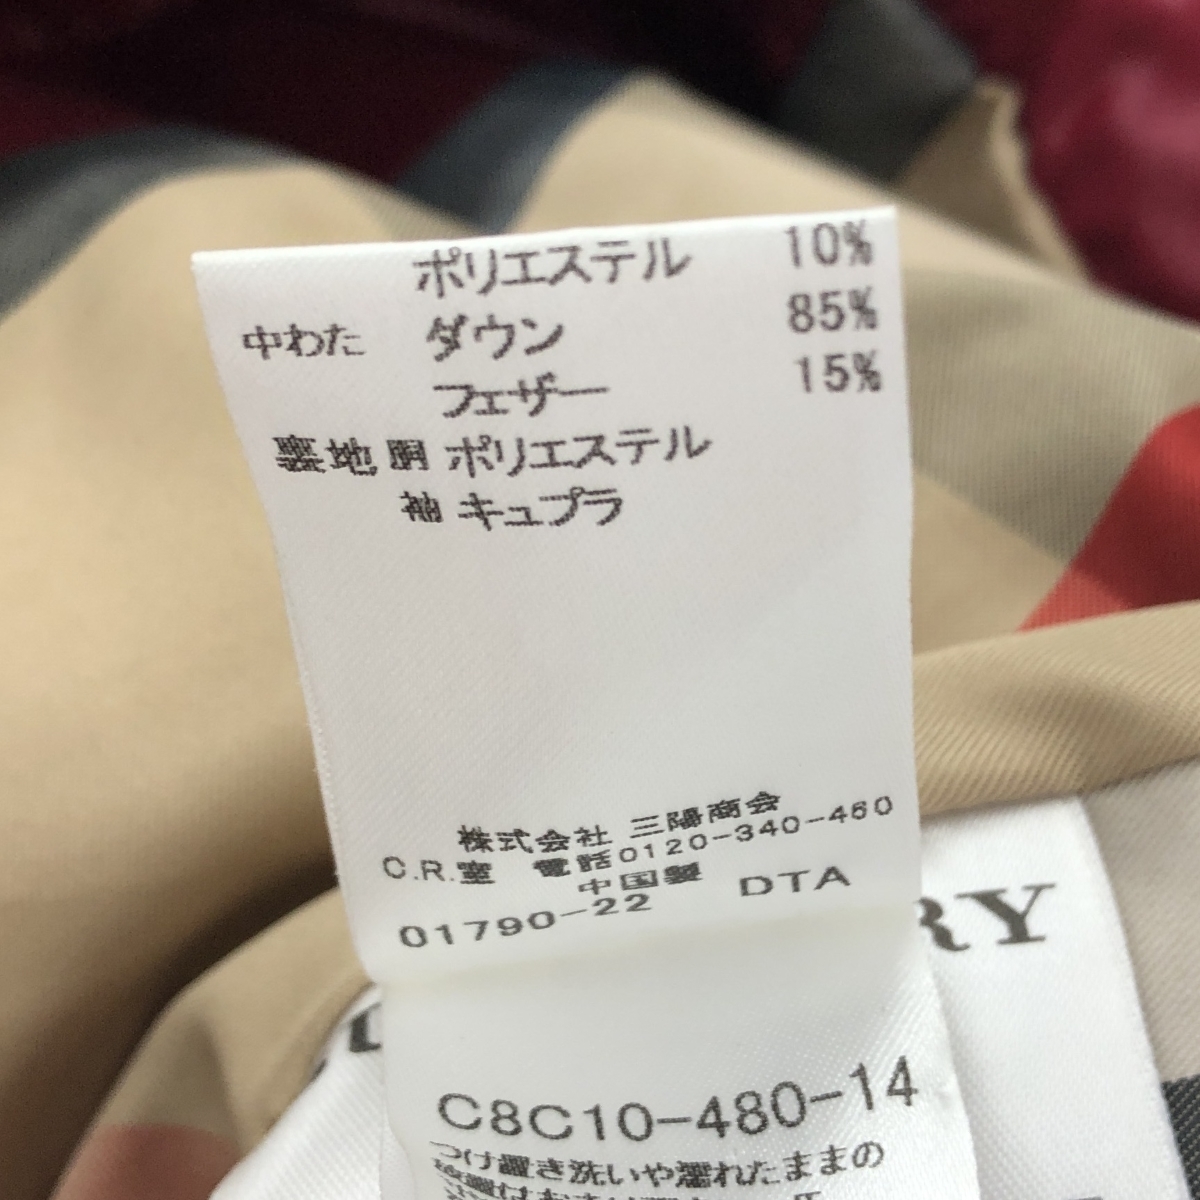 ポリエステル 10%
中わた ダウン 85%
フェザー 15%
裏地 胴 ポリエステル
袖 キュプラ
株式会社 三陽商会
C.R.室 電話0120-340-460
中国製
01790-22 DTA
RY
C8C10-480-14
つけ置き洗いや濡れたままの